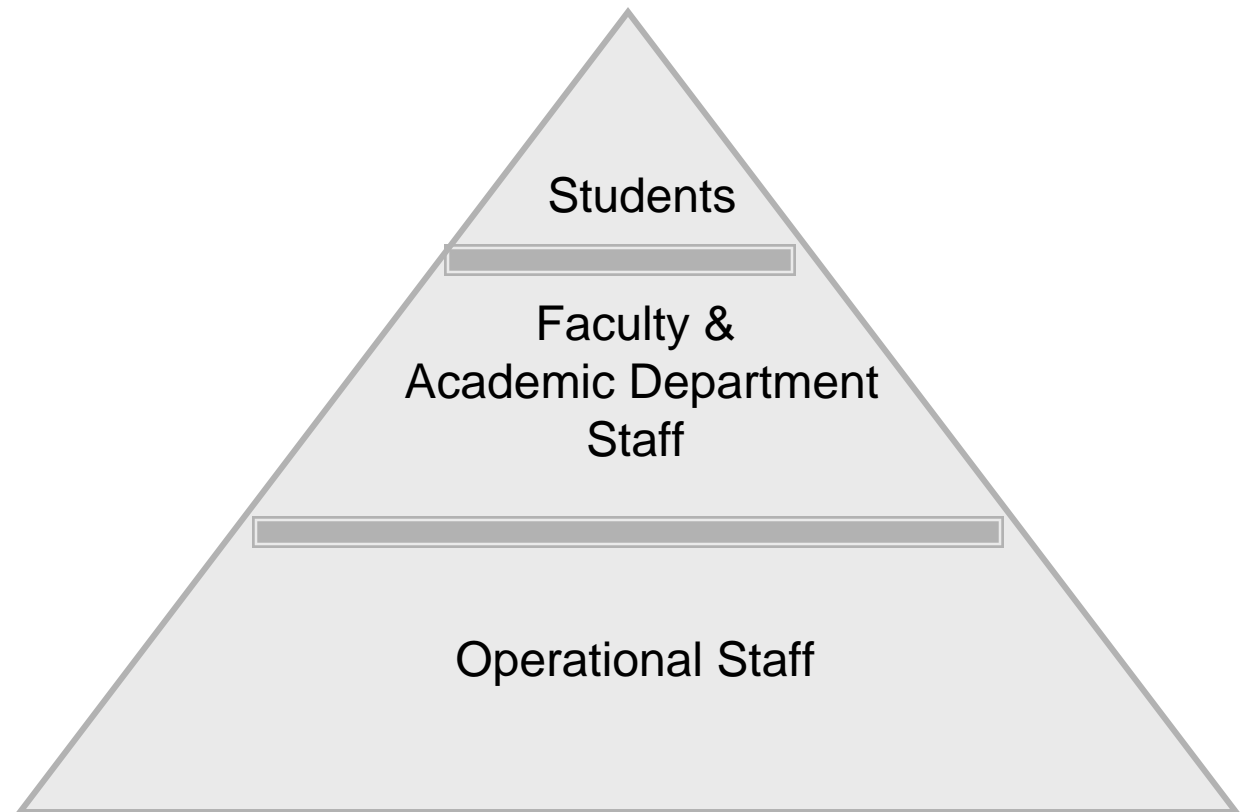 Students
Faculty &
Academic Department
Staff
Operational Staff